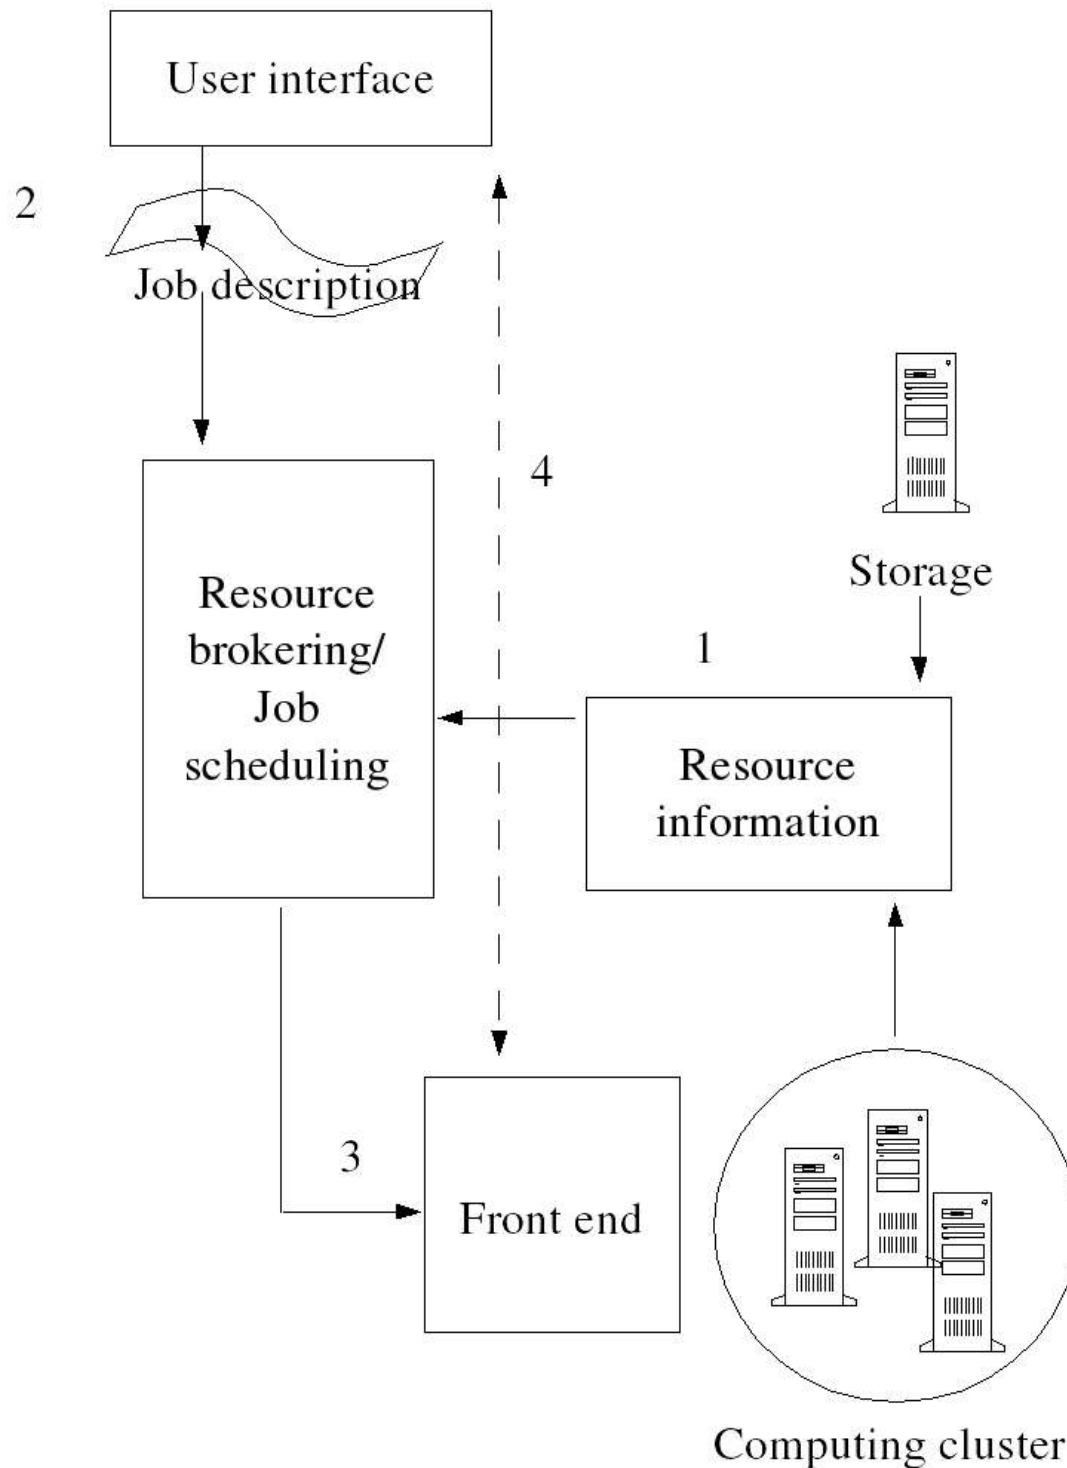 User interface
2
Job description
4
Storage
Resource
brokering/
Job
scheduling
1
Resource
information
3
Front end
Computing cluster